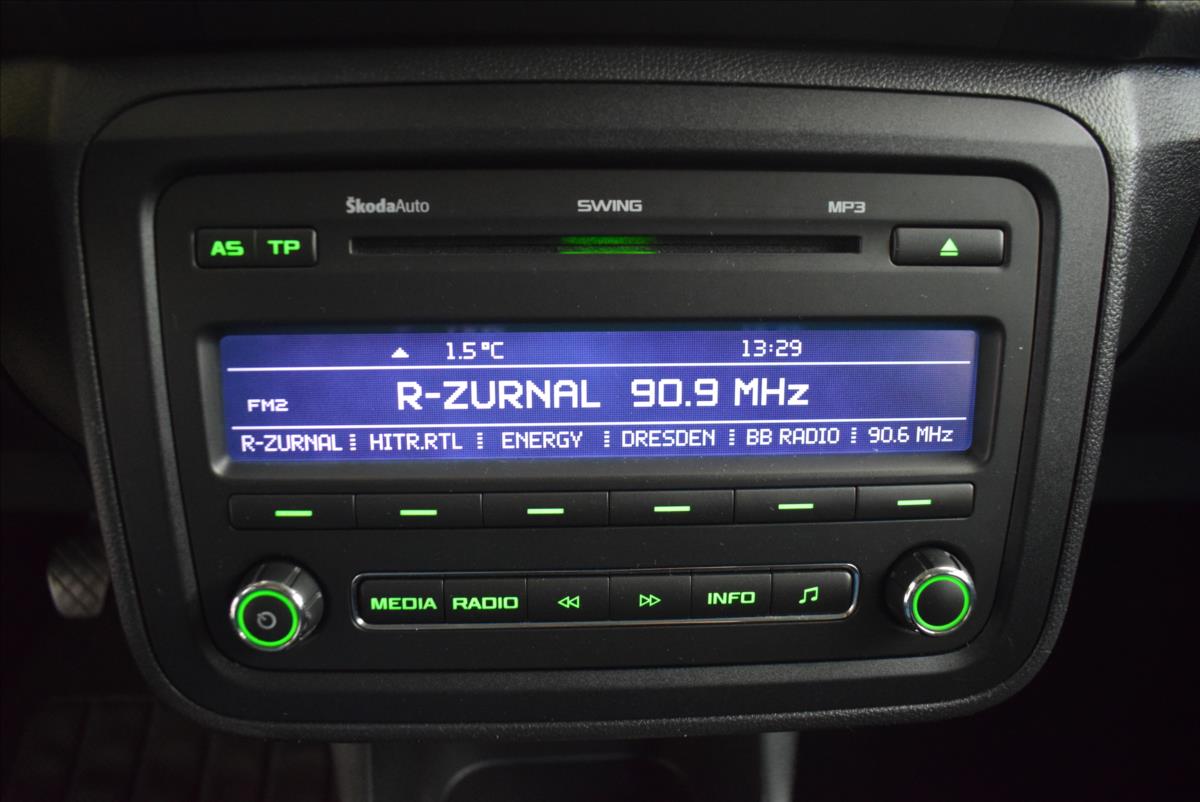 ŠkodaAuto SWING MP3
AS TP
1.5°C 13:29
FM2 R-ZURNAL 90.9 MHz
R-ZURNAL HITR.RTL ENERGY DRESDEN BB RADIO 90.6 MHz
MEDIA RADIO INFO